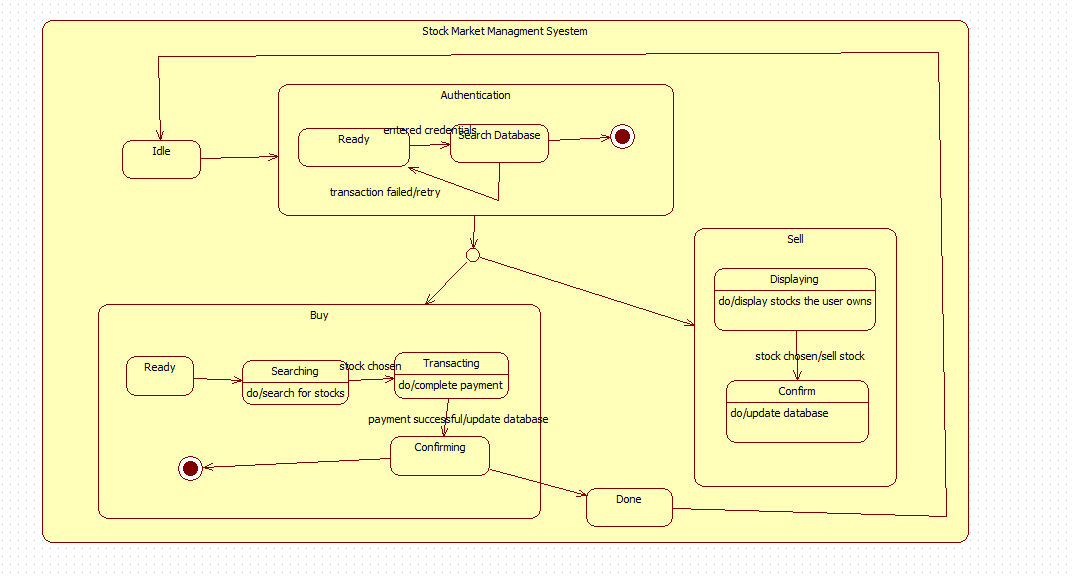 Stock Market Managment Syestem
Authentication
Idle
Ready
entered credentials
Search Database
transaction failed/retry
Sell
Displaying
do/display stocks the user owns
stock chosen/sell stock
Confirm
do/update database
Buy
Ready
Searching
do/search for stocks
stock chosen
Transacting
do/complete payment
payment successful/update database
Confirming
Done